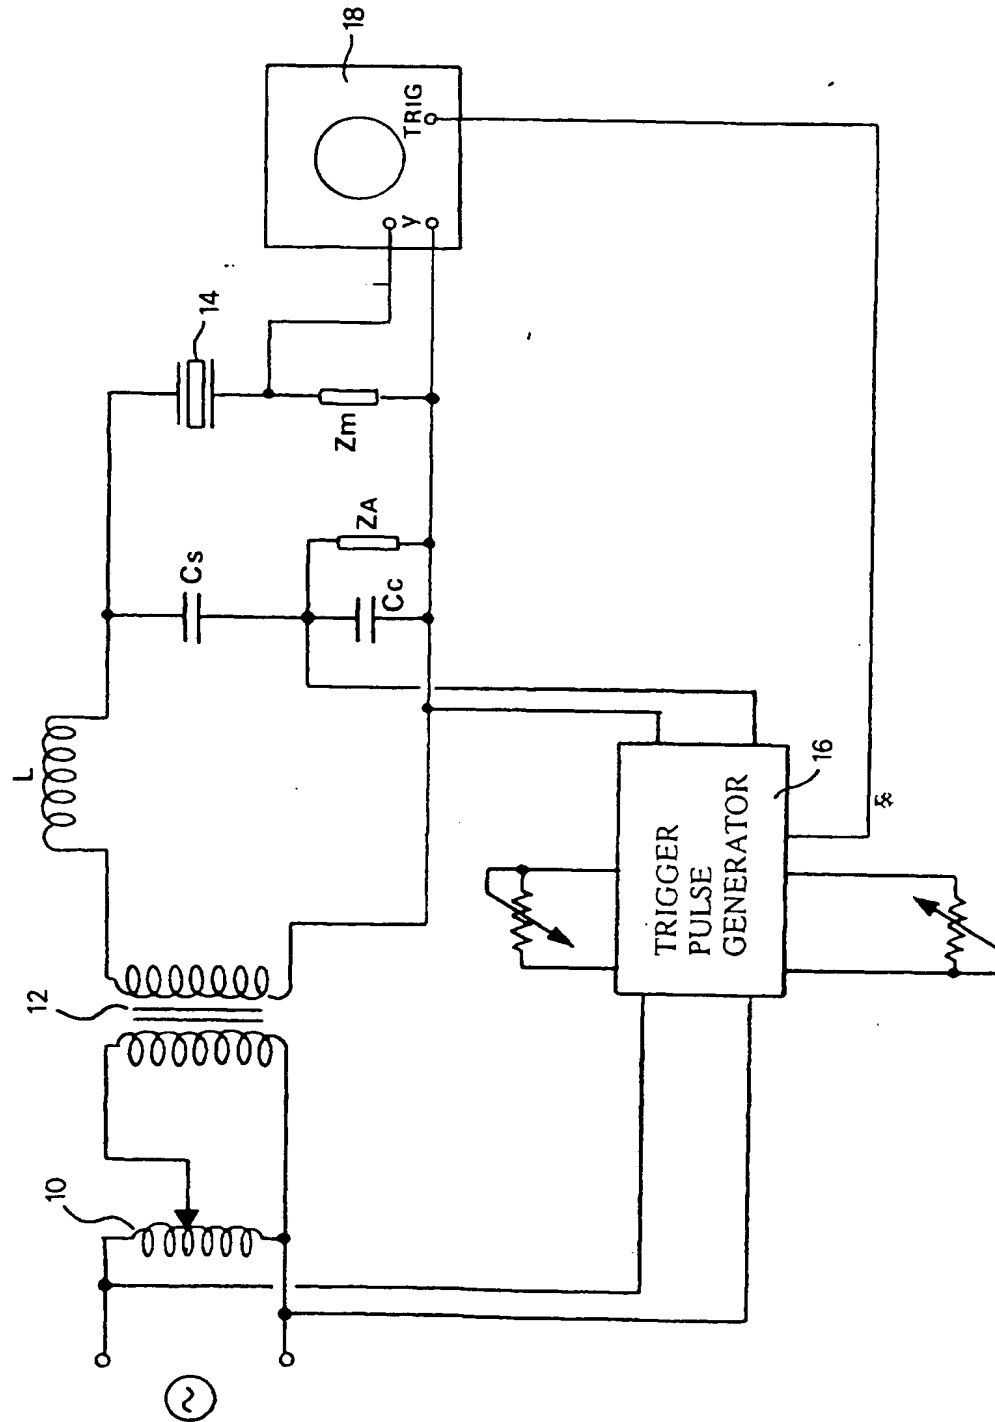 10
12
L
Cs
Cc
ZA
14
Zm
Y
TRIG
18
TRIGGER
PULSE
GENERATOR
16
~